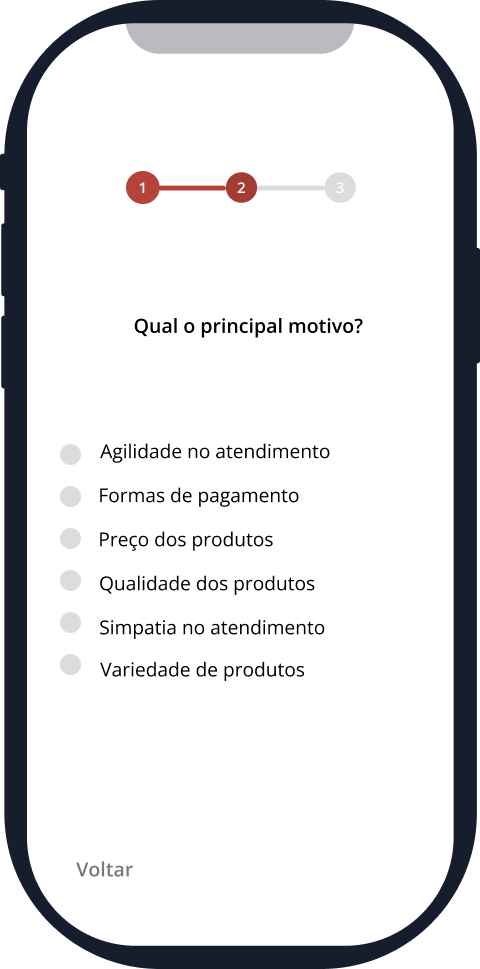 1 2 3
Qual o principal motivo?
Agilidade no atendimento
Formas de pagamento
Preço dos produtos
Qualidade dos produtos
Simpatia no atendimento
Variedade de produtos
Voltar